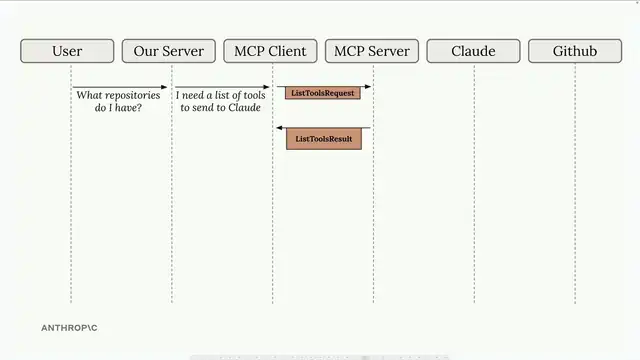 User
Our Server
MCP Client
MCP Server
Claude
Github
What repositories
do I have?
I need a list of tools
to send to Claude
ListToolsRequest
ListToolsResult
ANTHROP\C